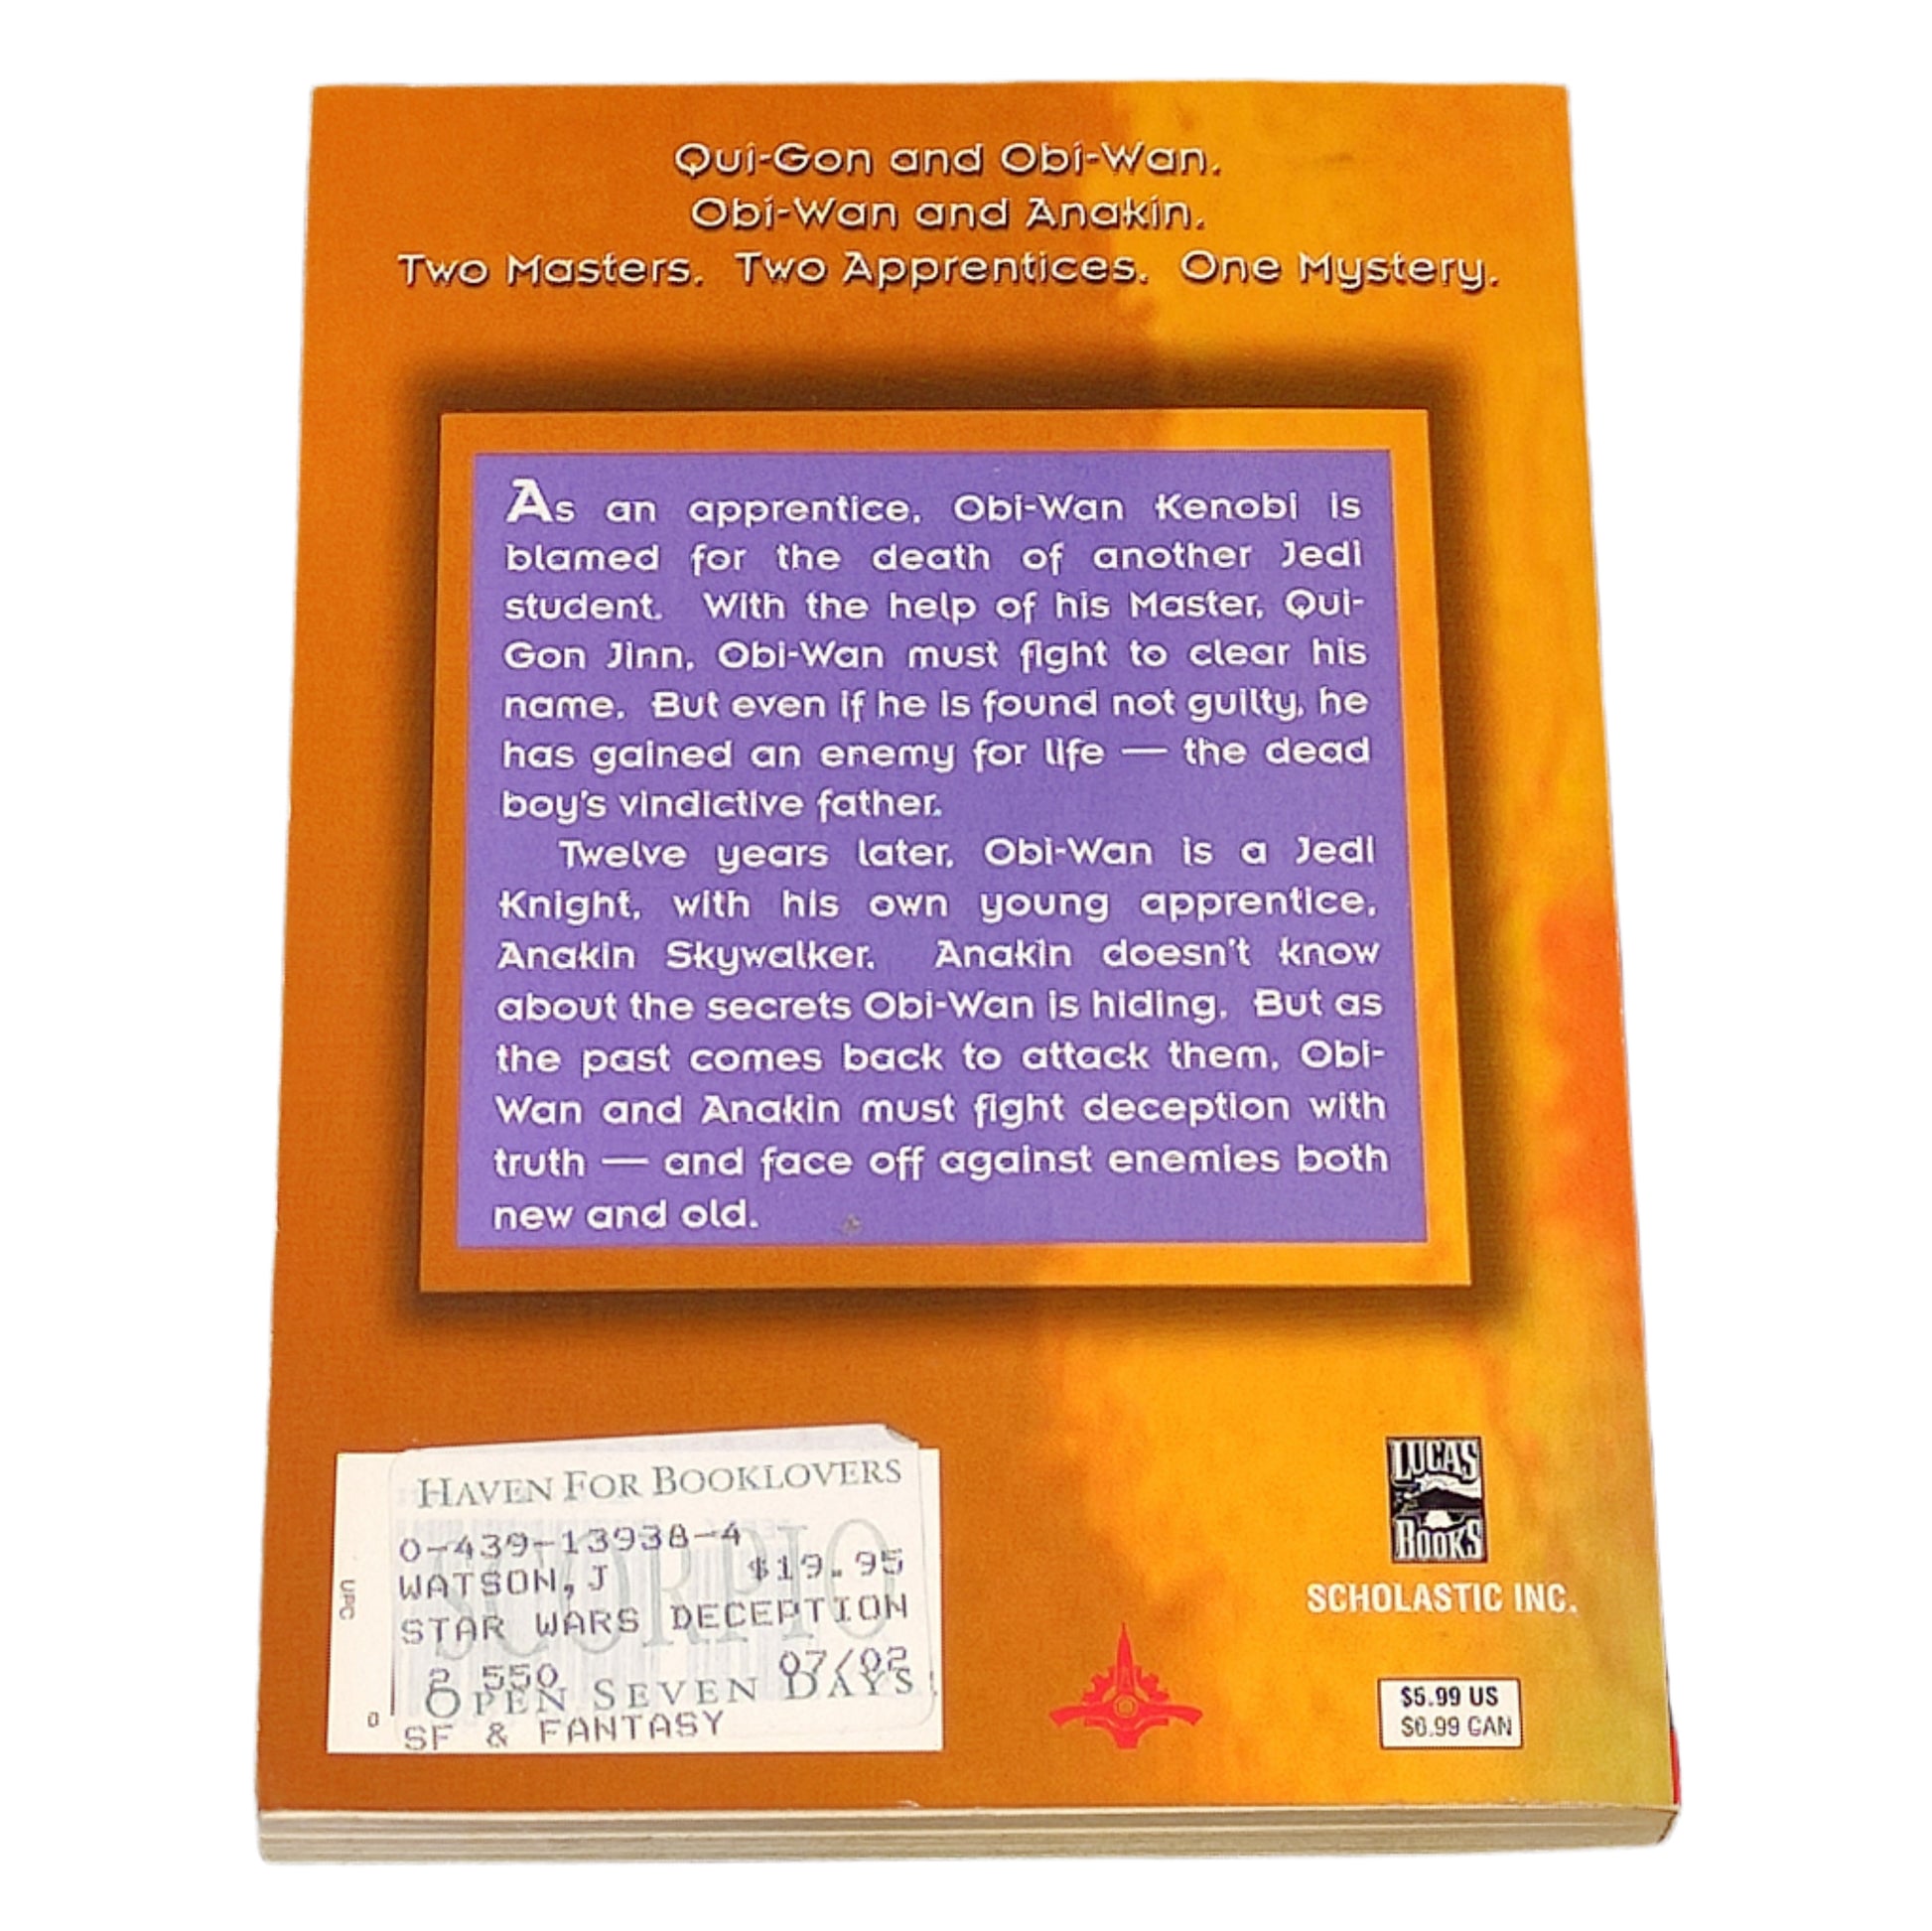 Qui-Gon and Obi-Wan.
Obi-Wan and Anakin.
Two Masters. Two Apprentices. One Mystery.
As an apprentice, Obi-Wan Kenobi is
blamed for the death of another Jedi
student. With the help of his Master, Qui-
Gon Jinn, Obi-Wan must fight to clear his
name. But even if he is found not guilty, he
has gained an enemy for life — the dead
boy's vindictive father.
Twelve years later, Obi-Wan is a Jedi
Knight, with his own young apprentice,
Anakin Skywalker. Anakin doesn't know
about the secrets Obi-Wan is hiding. But as
the past comes back to attack them, Obi-
Wan and Anakin must fight deception with
truth — and face off against enemies both
new and old.
HAVEN FOR BOOKLOVERS
0-439-13938-4
WATSON, J $19.95
STAR WARS DECEPTION
SCORPIO
2 550 07/02
OPEN SEVEN DAYS
SF & FANTASY
UPC
0
LUCAS
BOOKS
SCHOLASTIC INC.
$5.99 US
$6.99 CAN